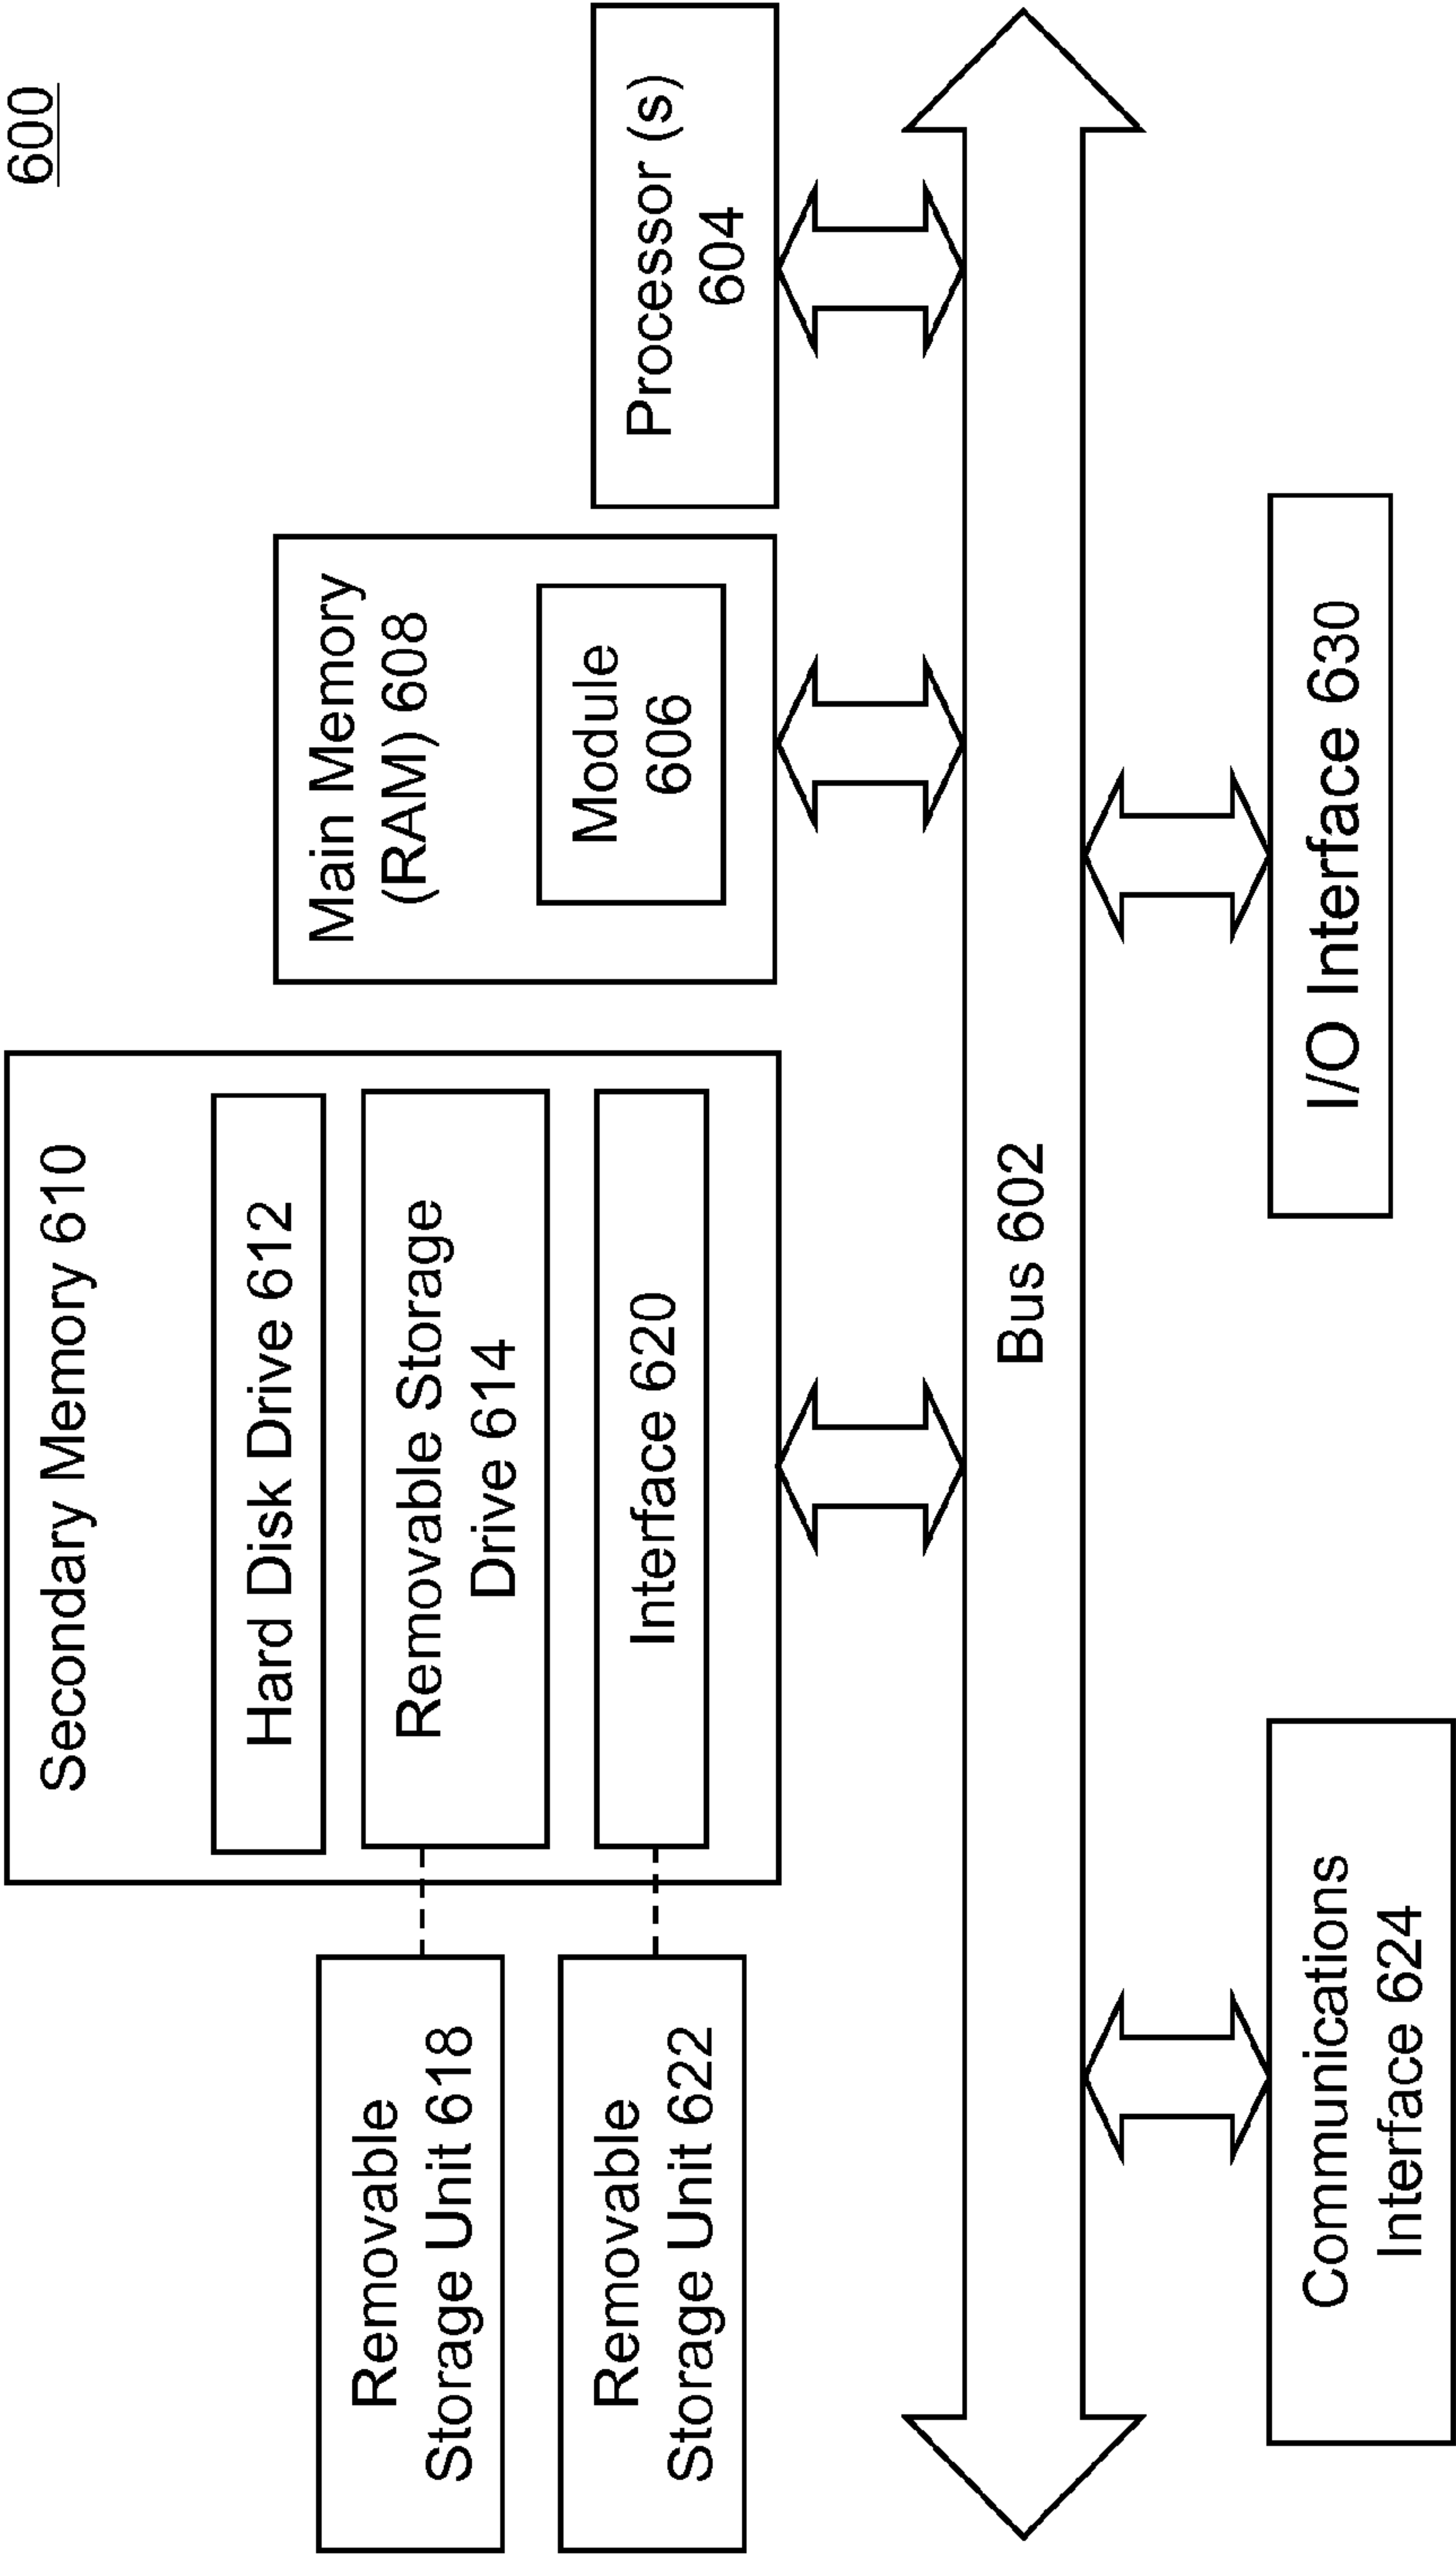 600
Secondary Memory 610
Hard Disk Drive 612
Removable Storage
Drive 614
Interface 620
Removable
Storage Unit 618
Removable
Storage Unit 622
Main Memory
(RAM) 608
Module
606
Processor (s)
604
Bus 602
Communications
Interface 624
I/O Interface 630